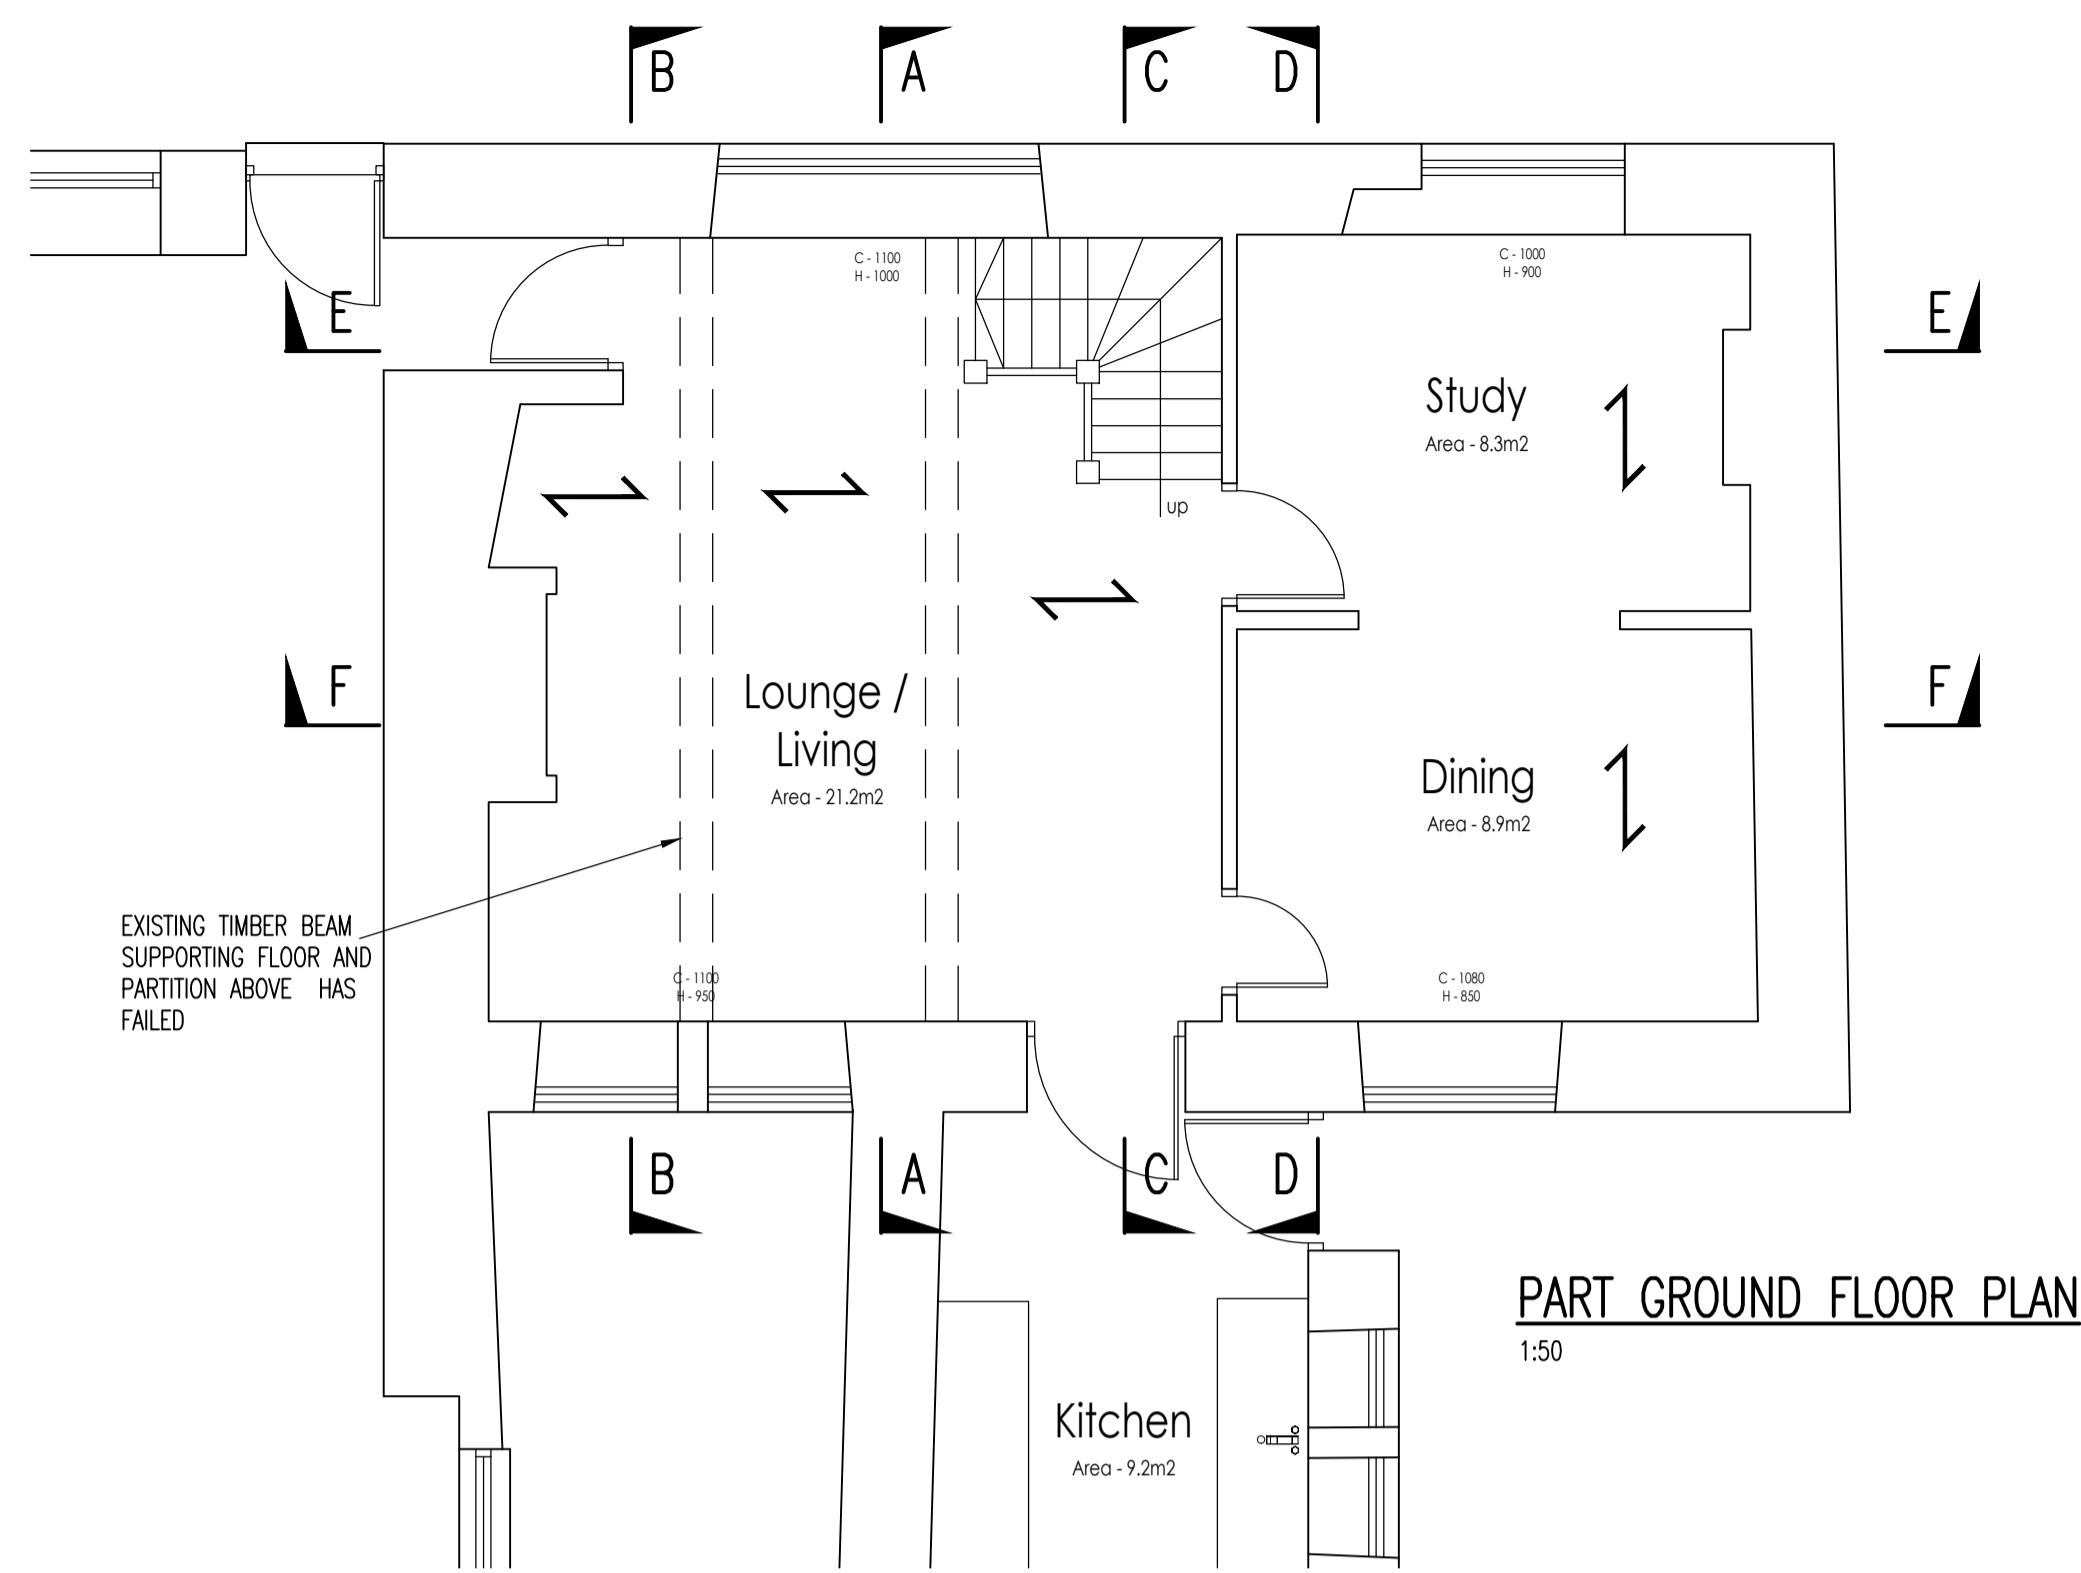 B A C D
C - 1100
H - 1000
C - 1000
H - 900
E E
Study
Area - 8.3m2
up
F F
Lounge /
Living
Area - 21.2m2
Dining
Area - 8.9m2
EXISTING TIMBER BEAM
SUPPORTING FLOOR AND
PARTITION ABOVE HAS
FAILED
C - 1100
H - 950
C - 1080
H - 850
B A C D
PART GROUND FLOOR PLAN
1:50
Kitchen
Area - 9.2m2